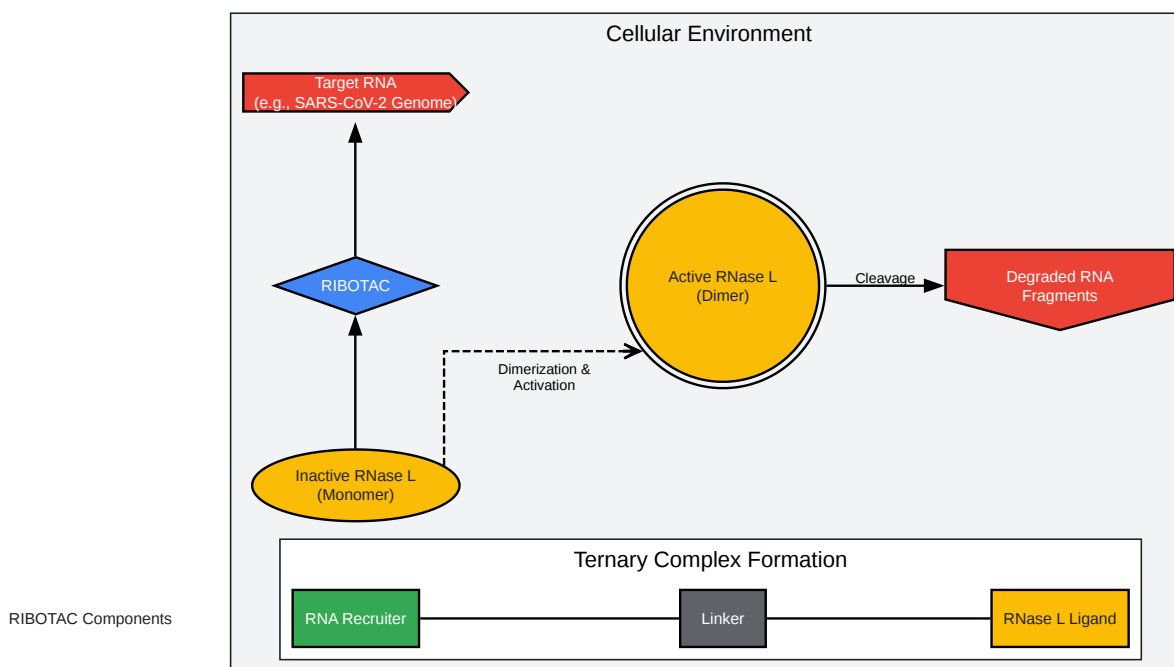 Cellular Environment
Target RNA
(e.g., SARS-CoV-2 Genome)
RIBOTAC
Active RNase L
(Dimer)
Cleavage
Degraded RNA
Fragments
Dimerization &
Activation
Inactive RNase L
(Monomer)
Ternary Complex Formation
RIBOTAC Components
RNA Recruiter
Linker
RNase L Ligand